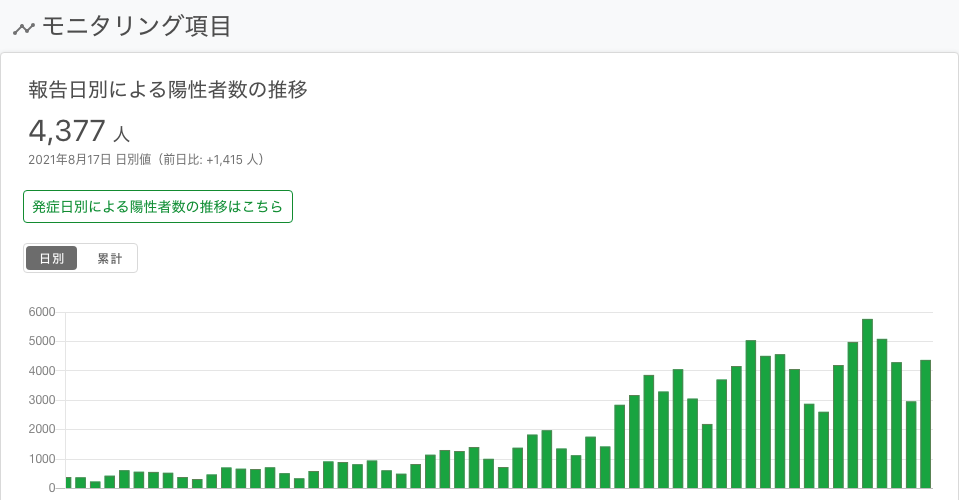 モニタリング項目
報告日別による陽性者数の推移
4,377 人
2021年8月17日 日別値（前日比: +1,415 人）
発症日別による陽性者数の推移はこちら
日別 累計
6000
5000
4000
3000
2000
1000
0